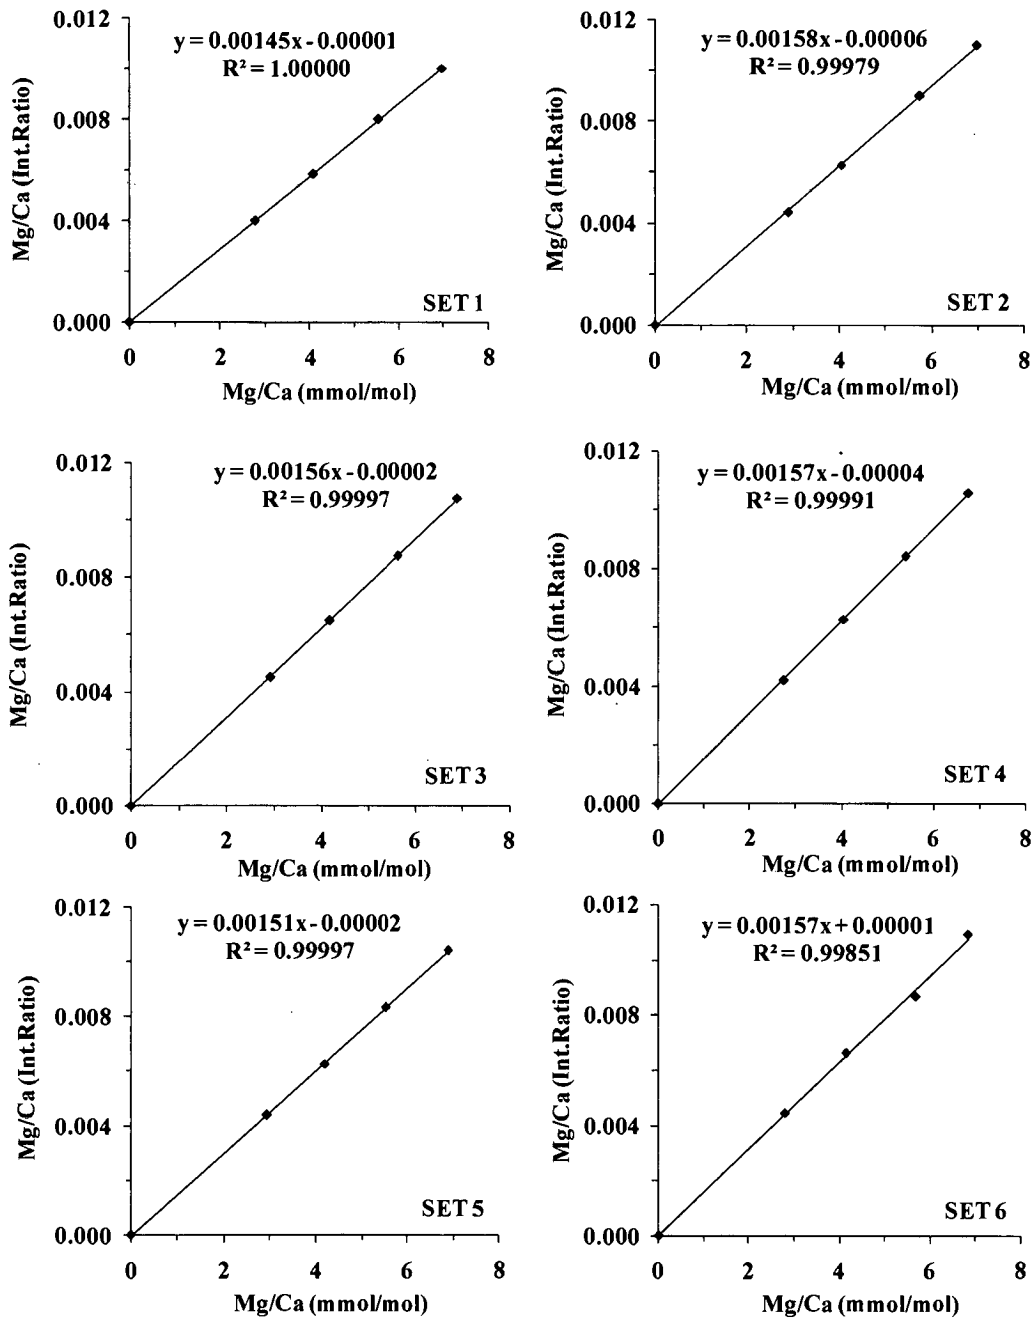 0.012
y = 0.00145x - 0.00001
R² = 1.00000
0.008
0.004
0.000
Mg/Ca (Int.Ratio)
SET 1
0 2 4 6 8
Mg/Ca (mmol/mol)
0.012
y = 0.00158x - 0.00006
R² = 0.99979
0.008
0.004
0.000
Mg/Ca (Int.Ratio)
SET 2
0 2 4 6 8
Mg/Ca (mmol/mol)
0.012
y = 0.00156x - 0.00002
R² = 0.99997
0.008
0.004
0.000
Mg/Ca (Int.Ratio)
SET 3
0 2 4 6 8
Mg/Ca (mmol/mol)
0.012
y = 0.00157x - 0.00004
R² = 0.99991
0.008
0.004
0.000
Mg/Ca (Int.Ratio)
SET 4
0 2 4 6 8
Mg/Ca (mmol/mol)
0.012
y = 0.00151x - 0.00002
R² = 0.99997
0.008
0.004
0.000
Mg/Ca (Int.Ratio)
SET 5
0 2 4 6 8
Mg/Ca (mmol/mol)
0.012
y = 0.00157x + 0.00001
R² = 0.99851
0.008
0.004
0.000
Mg/Ca (Int.Ratio)
SET 6
0 2 4 6 8
Mg/Ca (mmol/mol)